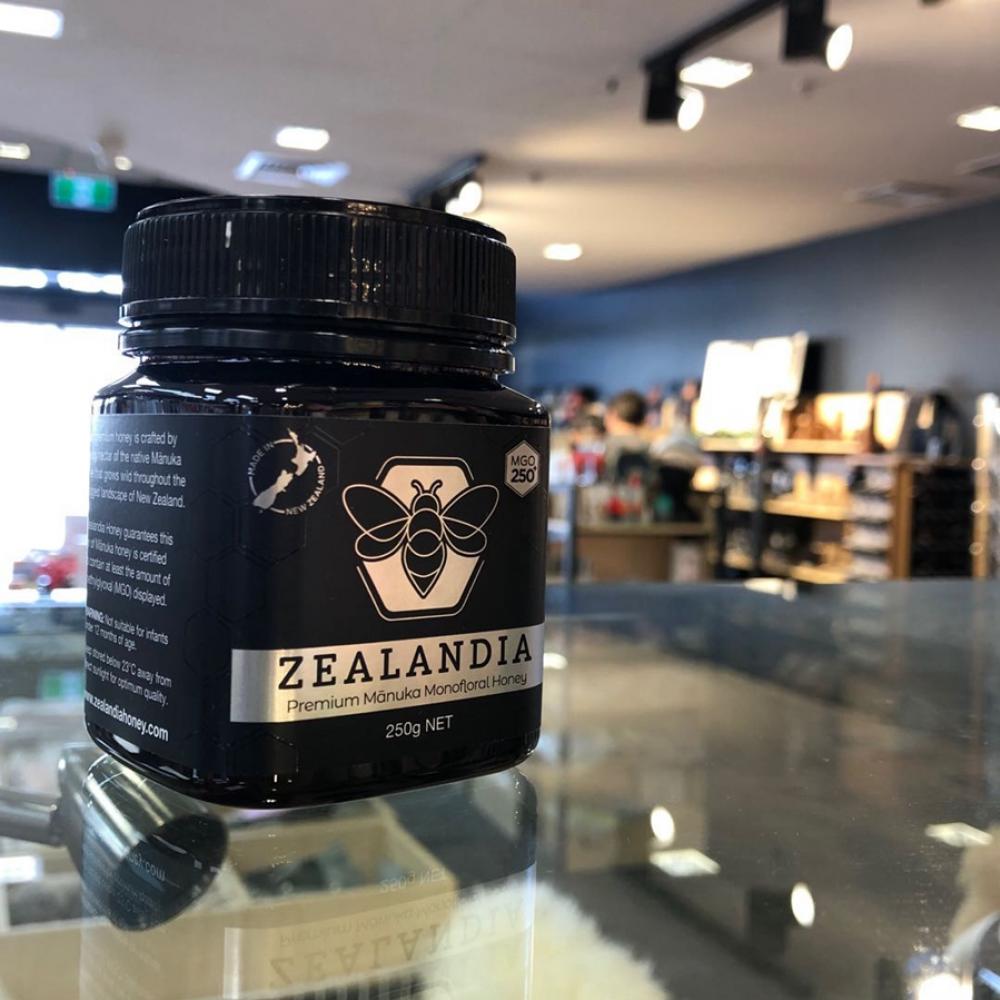 premium honey is crafted by
nectar of the native Mānuka
that grows wild throughout the
landscape of New Zealand.
Zealandia Honey guarantees this
of Mānuka honey is certified
contain at least the amount of
methylglyoxal (MGO) displayed.
WARNING: Not suitable for infants
under 12 months of age.
stored below 23°C away from
sunlight for optimum quality.
www.zealandiahoney.com
MADE IN
NEW ZEALAND
MGO
250+
ZEALANDIA
Premium Mānuka Monofloral Honey
250g NET